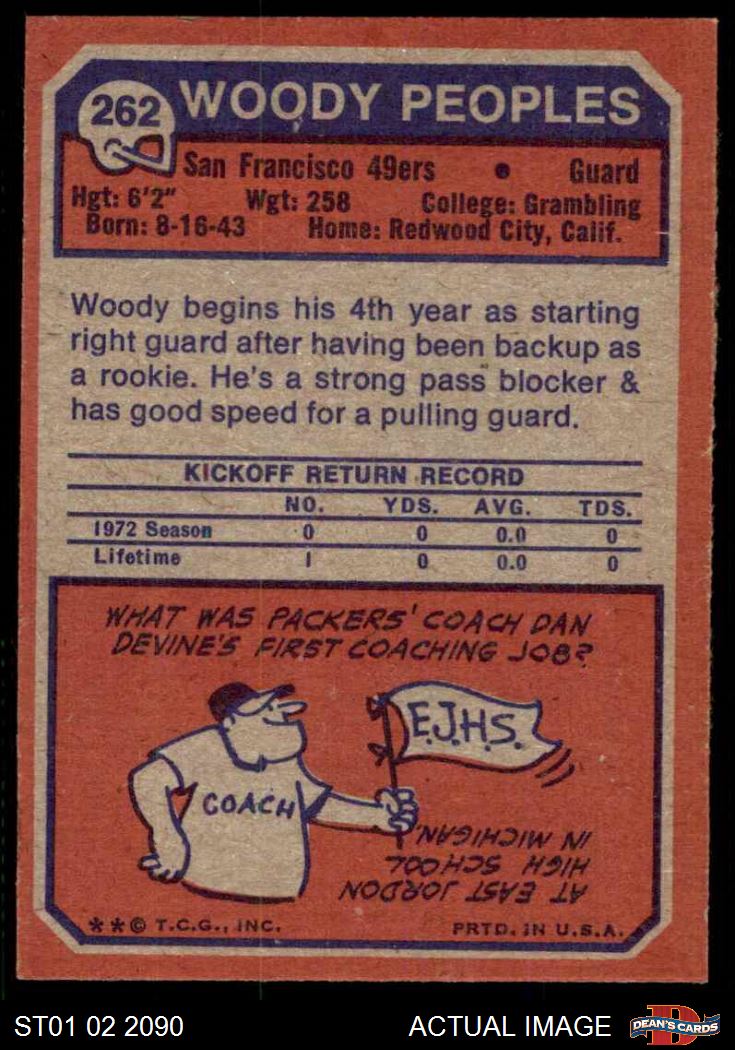 262 WOODY PEOPLES
San Francisco 49ers • Guard
Hgt: 6'2" Wgt: 258 College: Grambling
Born: 8-16-43 Home: Redwood City, Calif.
Woody begins his 4th year as starting
right guard after having been backup as
a rookie. He's a strong pass blocker &
has good speed for a pulling guard.
KICKOFF RETURN RECORD
NO. YDS. AVG. TDS.
1972 Season 0 0 0.0 0
Lifetime 1 0 0.0 0
WHAT WAS PACKERS' COACH DAN
DEVINE'S FIRST COACHING JOB?
E.J.H.S.
COACH
AT EAST JORDON
HIGH SCHOOL
IN MICHIGAN.
**© T.C.G., INC. PRTD. IN U.S.A.
ST01 02 2090 ACTUAL IMAGE
D
DEAN'S CARDS